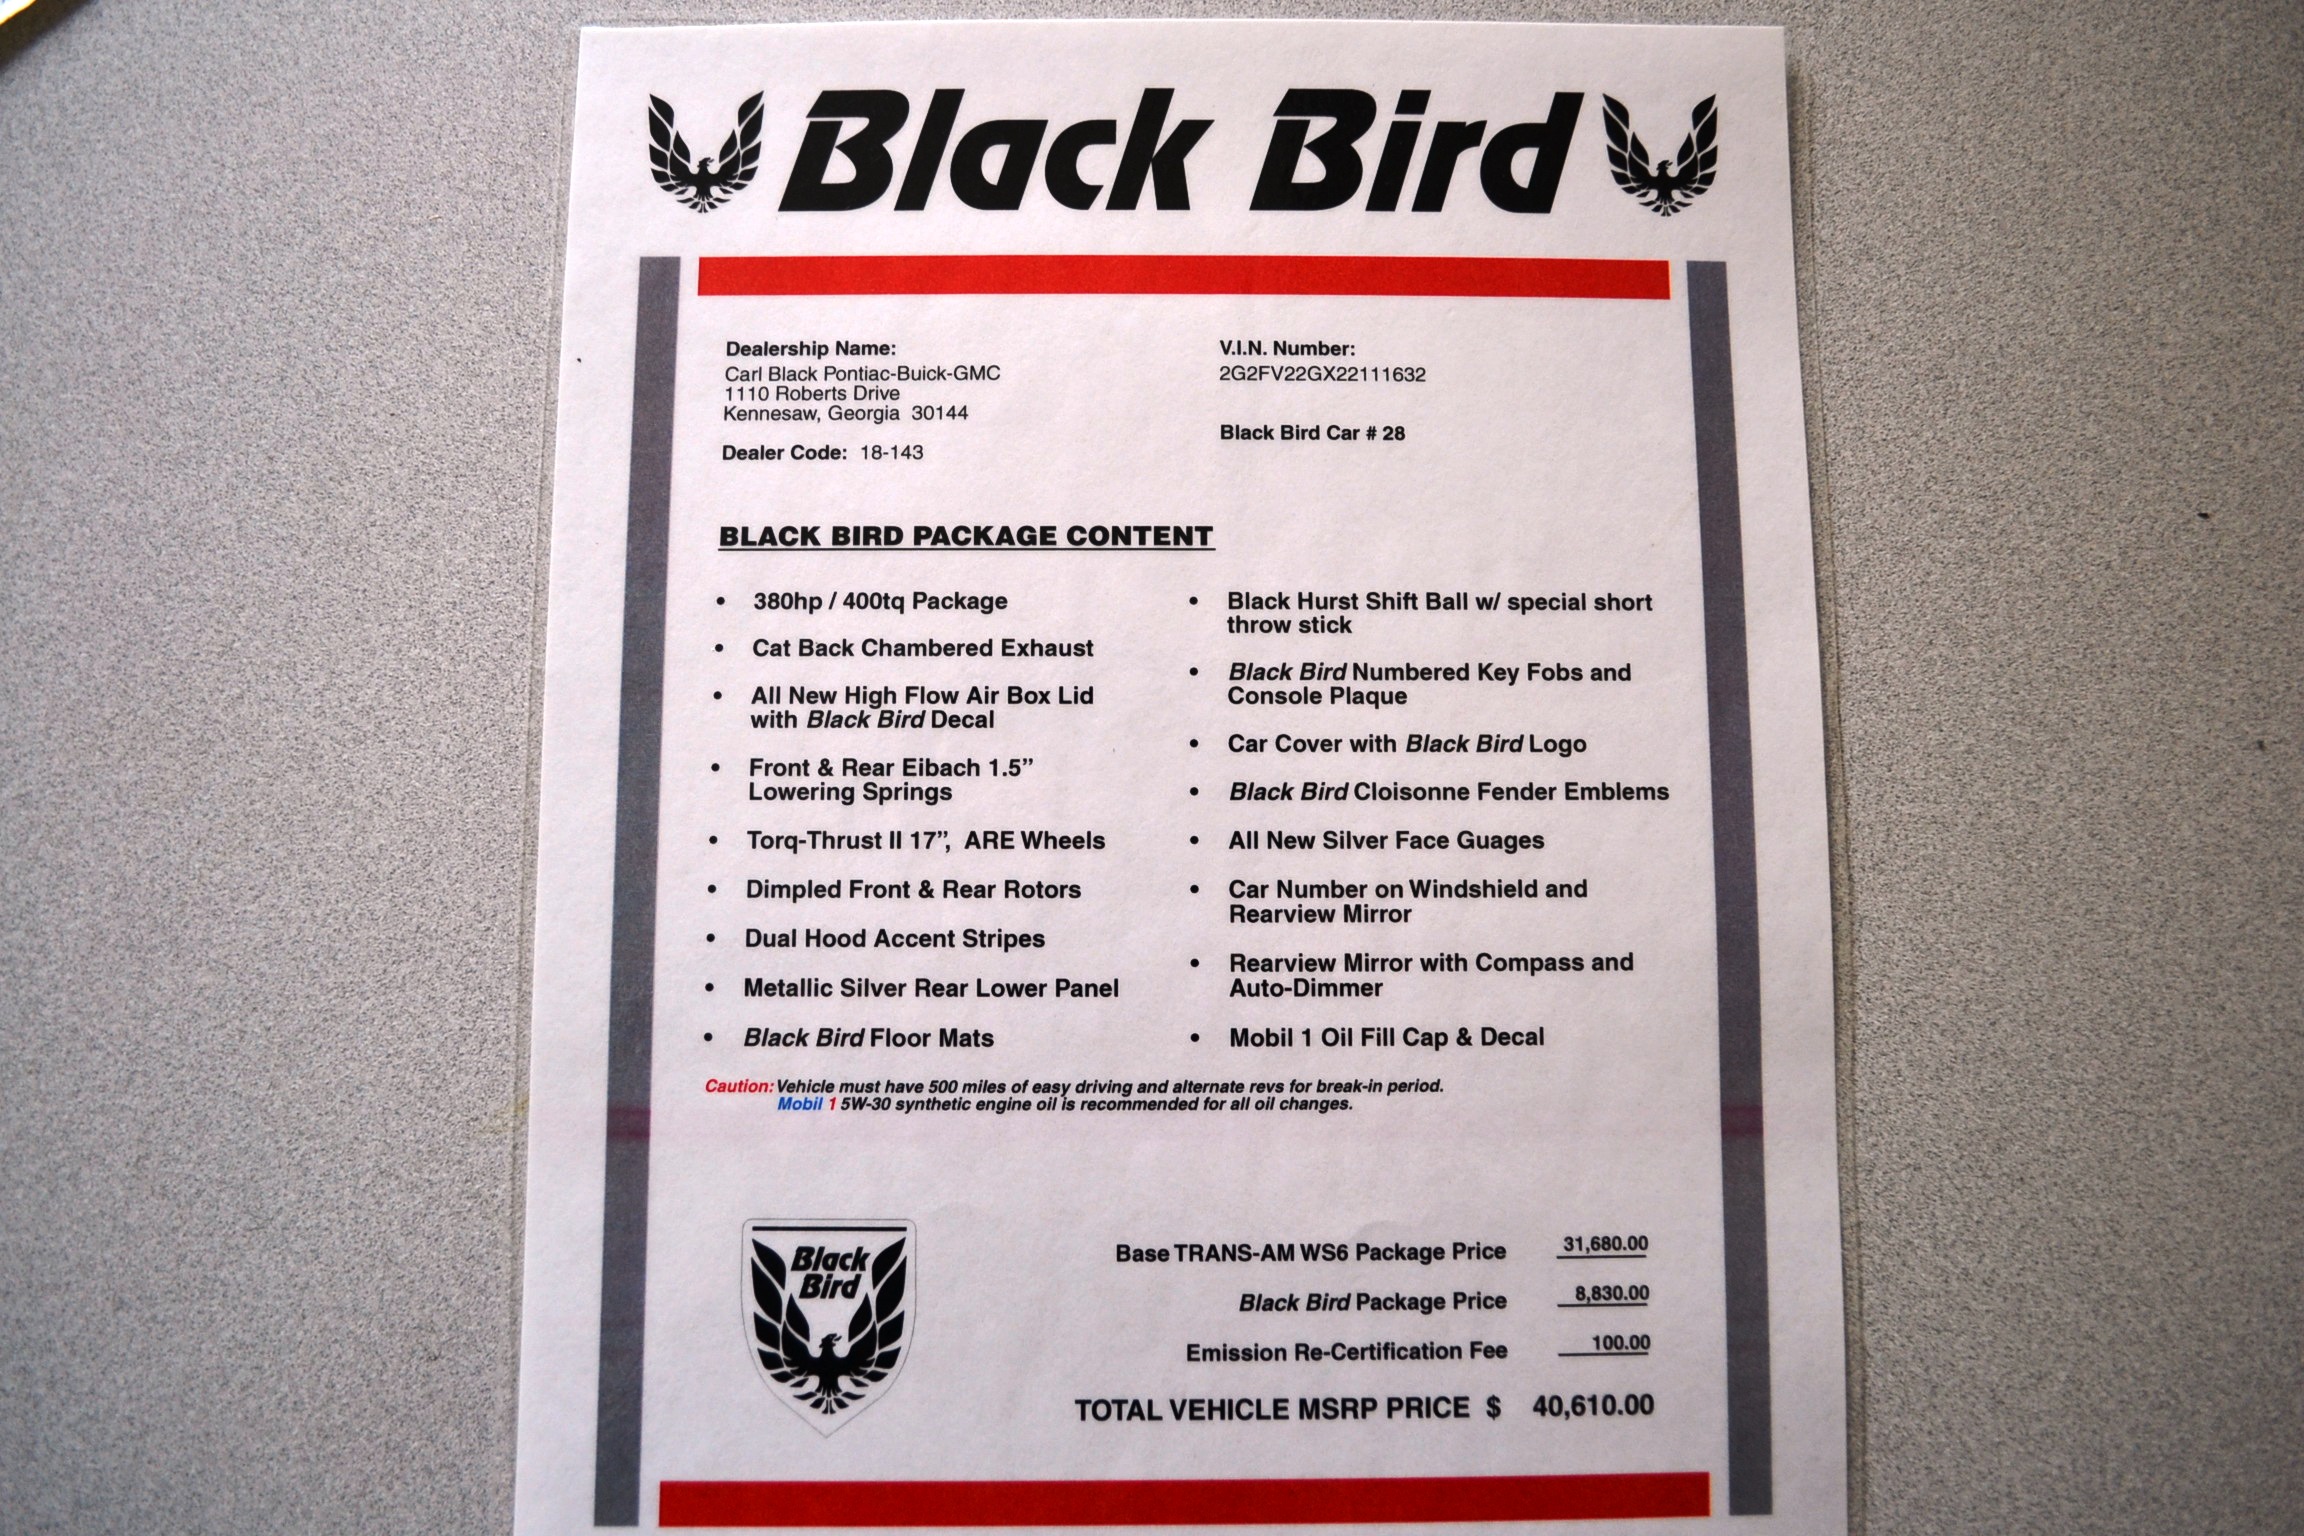 Black Bird
Dealership Name:
Carl Black Pontiac-Buick-GMC
1110 Roberts Drive
Kennesaw, Georgia 30144
Dealer Code: 18-143
V.I.N. Number:
2G2FV22GX22111632
Black Bird Car # 28
BLACK BIRD PACKAGE CONTENT
• 380hp / 400tq Package
• Cat Back Chambered Exhaust
• All New High Flow Air Box Lid
with Black Bird Decal
• Front & Rear Eibach 1.5”
Lowering Springs
• Torq-Thrust II 17”, ARE Wheels
• Dimpled Front & Rear Rotors
• Dual Hood Accent Stripes
• Metallic Silver Rear Lower Panel
• Black Bird Floor Mats
• Black Hurst Shift Ball w/ special short
throw stick
• Black Bird Numbered Key Fobs and
Console Plaque
• Car Cover with Black Bird Logo
• Black Bird Cloisonne Fender Emblems
• All New Silver Face Guages
• Car Number on Windshield and
Rearview Mirror
• Rearview Mirror with Compass and
Auto-Dimmer
• Mobil 1 Oil Fill Cap & Decal
Caution: Vehicle must have 500 miles of easy driving and alternate revs for break-in period.
Mobil 1 5W-30 synthetic engine oil is recommended for all oil changes.
Black
Bird
Base TRANS-AM WS6 Package Price 31,680.00
Black Bird Package Price 8,830.00
Emission Re-Certification Fee 100.00
TOTAL VEHICLE MSRP PRICE $ 40,610.00